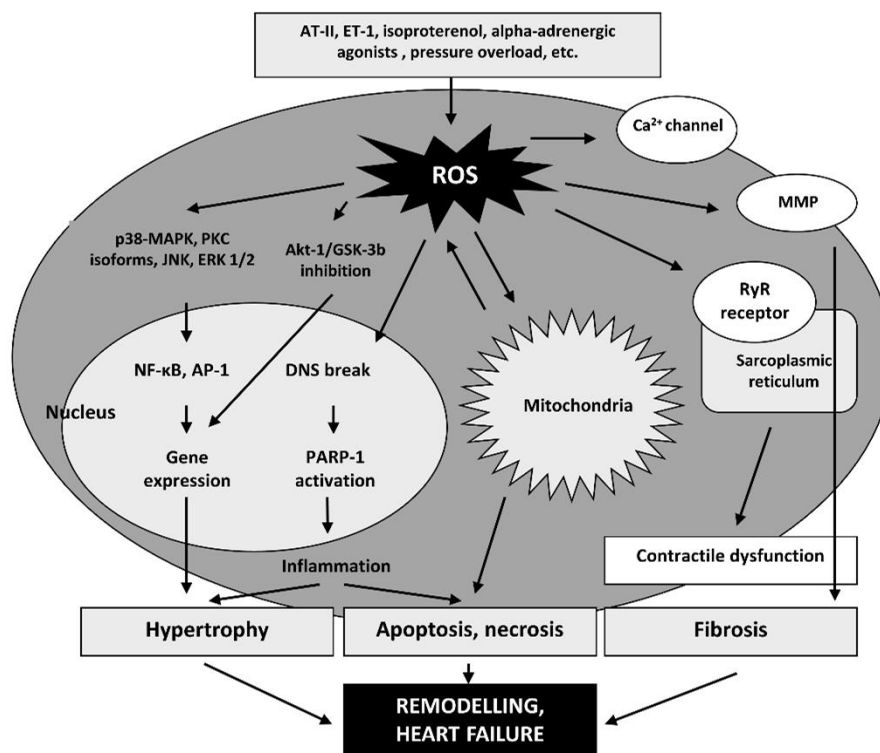 AT-II, ET-1, isoproterenol, alpha-adrenergic
agonists , pressure overload, etc.
Ca²⁺ channel
ROS
MMP
p38-MAPK, PKC
isoforms, JNK, ERK 1/2
Akt-1/GSK-3b
inhibition
RyR
receptor
Sarcoplasmic
reticulum
NF-κB, AP-1
DNS break
Mitochondria
Nucleus
Gene
expression
PARP-1
activation
Contractile dysfunction
Inflammation
Hypertrophy
Apoptosis, necrosis
Fibrosis
REMODELLING,
HEART FAILURE